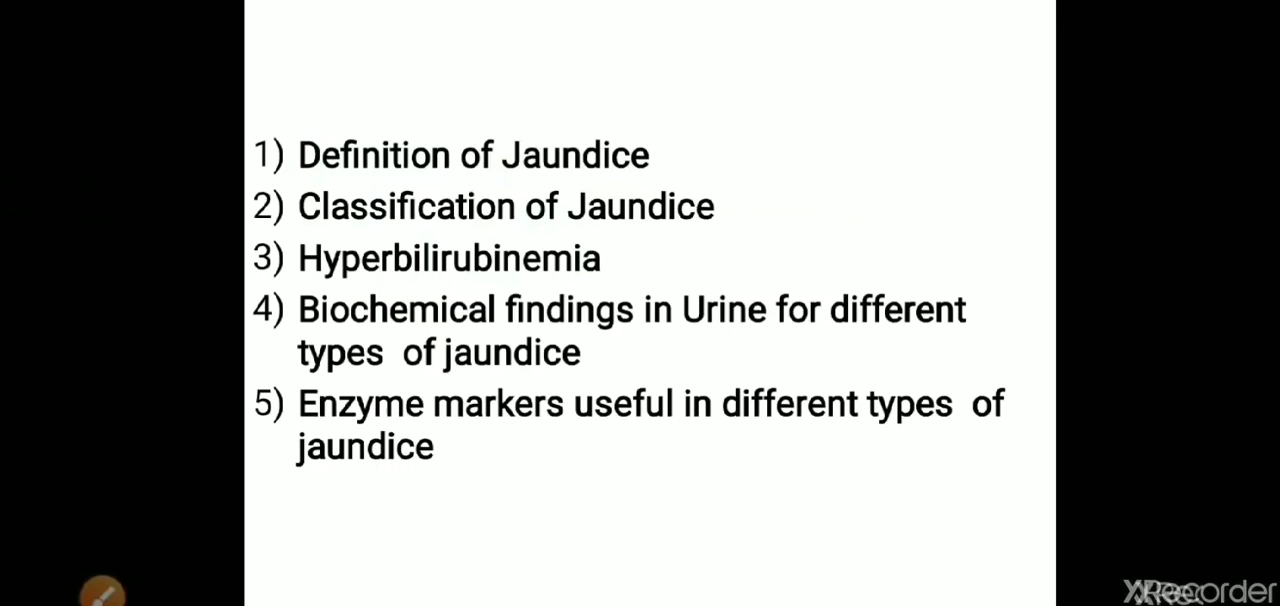 1) Definition of Jaundice
2) Classification of Jaundice
3) Hyperbilirubinemia
4) Biochemical findings in Urine for different
types of jaundice
5) Enzyme markers useful in different types of
jaundice
XRecorder